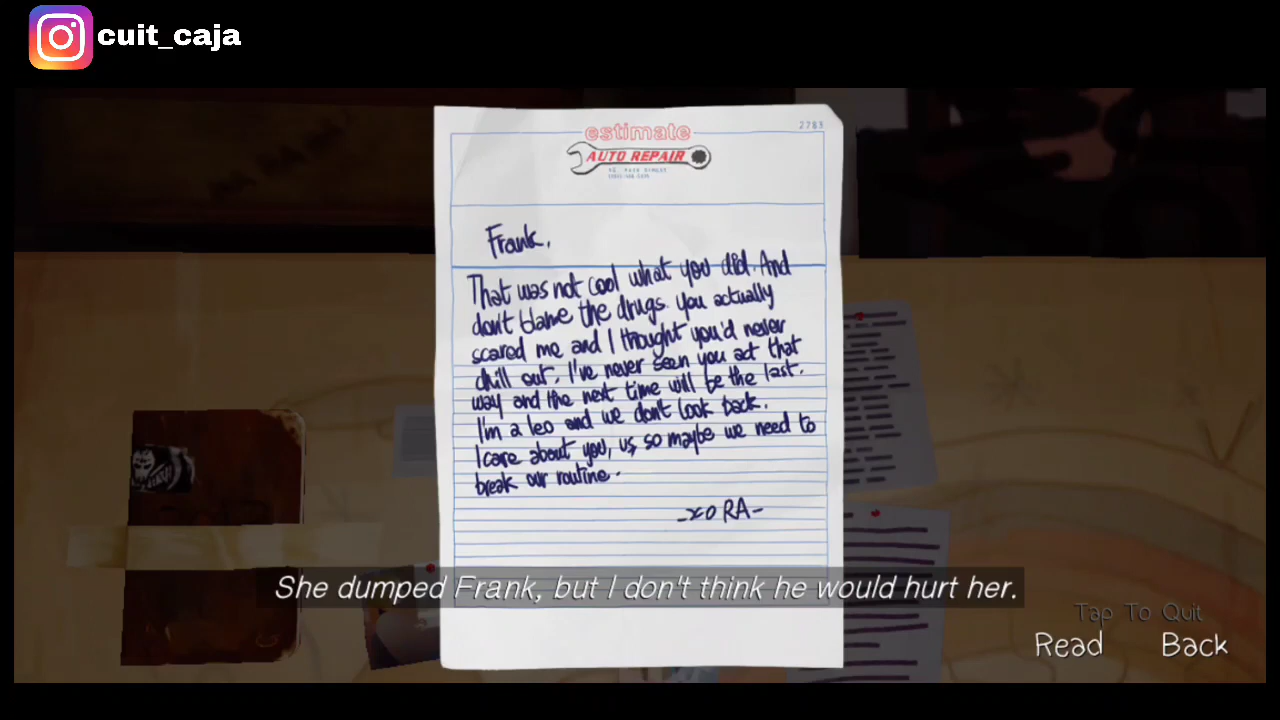 cuit_caja
estimate
2783
AUTO REPAIR
Frank,
That was not cool what you did. And
don't blame the drugs. You actually
scared me and I thought you'd never
chill out. I've never seen you act that
way and the next time will be the last.
I'm a leo and we don't look back.
I care about you, us, so maybe we need to
break our routine.
-xo RA-
She dumped Frank, but I don't think he would hurt her.
Tap To Quit
Read Back